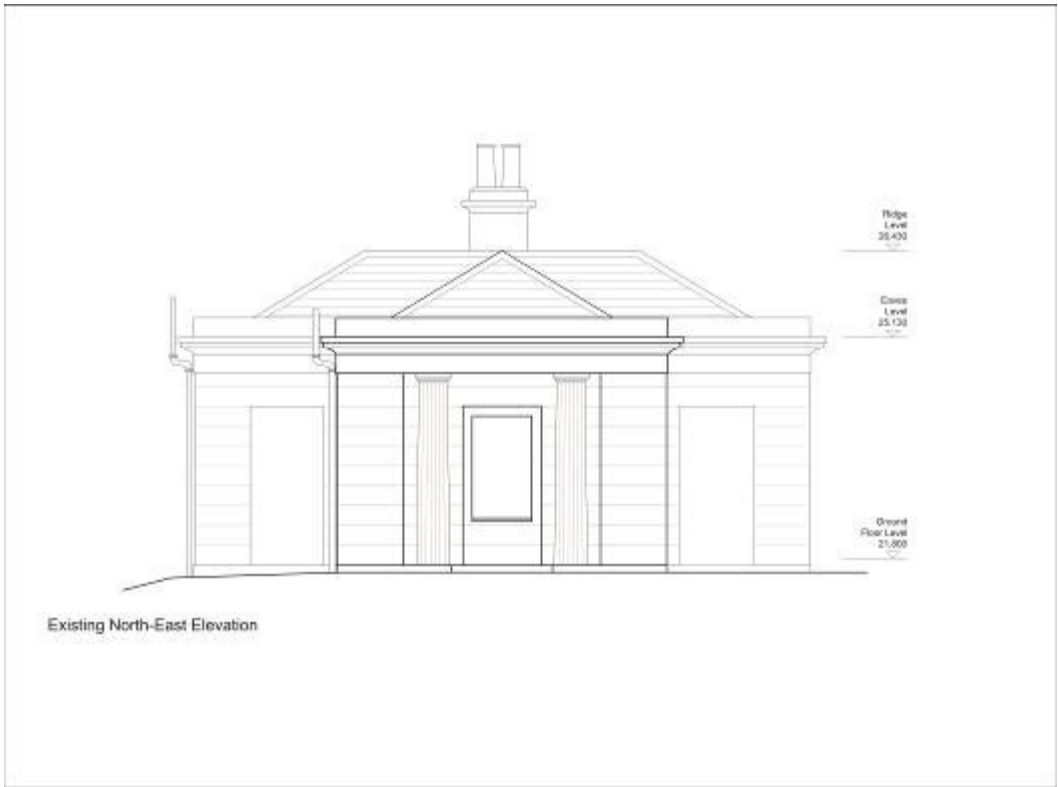 Ridge
Level
26,430
Eaves
Level
25,130
Ground
Floor Level
21,800
Existing North-East Elevation